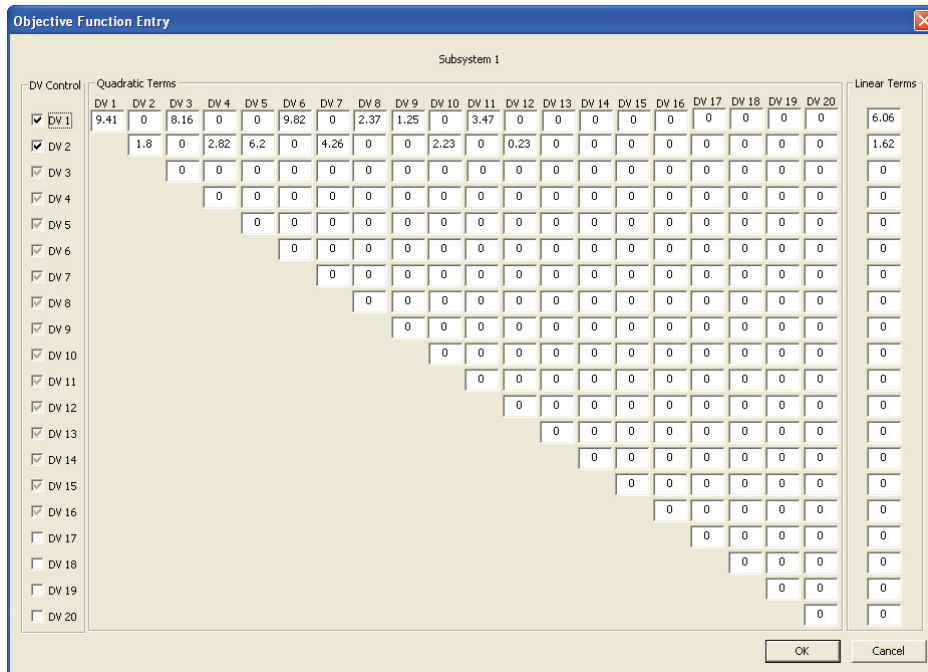 Objective Function Entry
Subsystem 1
DV Control Quadratic Terms Linear Terms
DV 1 DV 2 DV 3 DV 4 DV 5 DV 6 DV 7 DV 8 DV 9 DV 10 DV 11 DV 12 DV 13 DV 14 DV 15 DV 16 DV 17 DV 18 DV 19 DV 20
DV 1 9.41 0 8.16 0 0 9.82 0 2.37 1.25 0 3.47 0 0 0 0 0 0 0 0 0 6.06
DV 2 1.8 0 2.82 6.2 0 4.26 0 0 2.23 0 0.23 0 0 0 0 0 0 0 0 1.62
DV 3 0 0 0 0 0 0 0 0 0 0 0 0 0 0 0 0 0 0 0
DV 4 0 0 0 0 0 0 0 0 0 0 0 0 0 0 0 0 0 0
DV 5 0 0 0 0 0 0 0 0 0 0 0 0 0 0 0 0 0
DV 6 0 0 0 0 0 0 0 0 0 0 0 0 0 0 0 0
DV 7 0 0 0 0 0 0 0 0 0 0 0 0 0 0 0
DV 8 0 0 0 0 0 0 0 0 0 0 0 0 0 0
DV 9 0 0 0 0 0 0 0 0 0 0 0 0 0
DV 10 0 0 0 0 0 0 0 0 0 0 0 0
DV 11 0 0 0 0 0 0 0 0 0 0 0
DV 12 0 0 0 0 0 0 0 0 0 0
DV 13 0 0 0 0 0 0 0 0 0
DV 14 0 0 0 0 0 0 0 0
DV 15 0 0 0 0 0 0 0
DV 16 0 0 0 0 0 0
DV 17 0 0 0 0 0
DV 18 0 0 0 0
DV 19 0 0 0
DV 20 0 0
OK Cancel